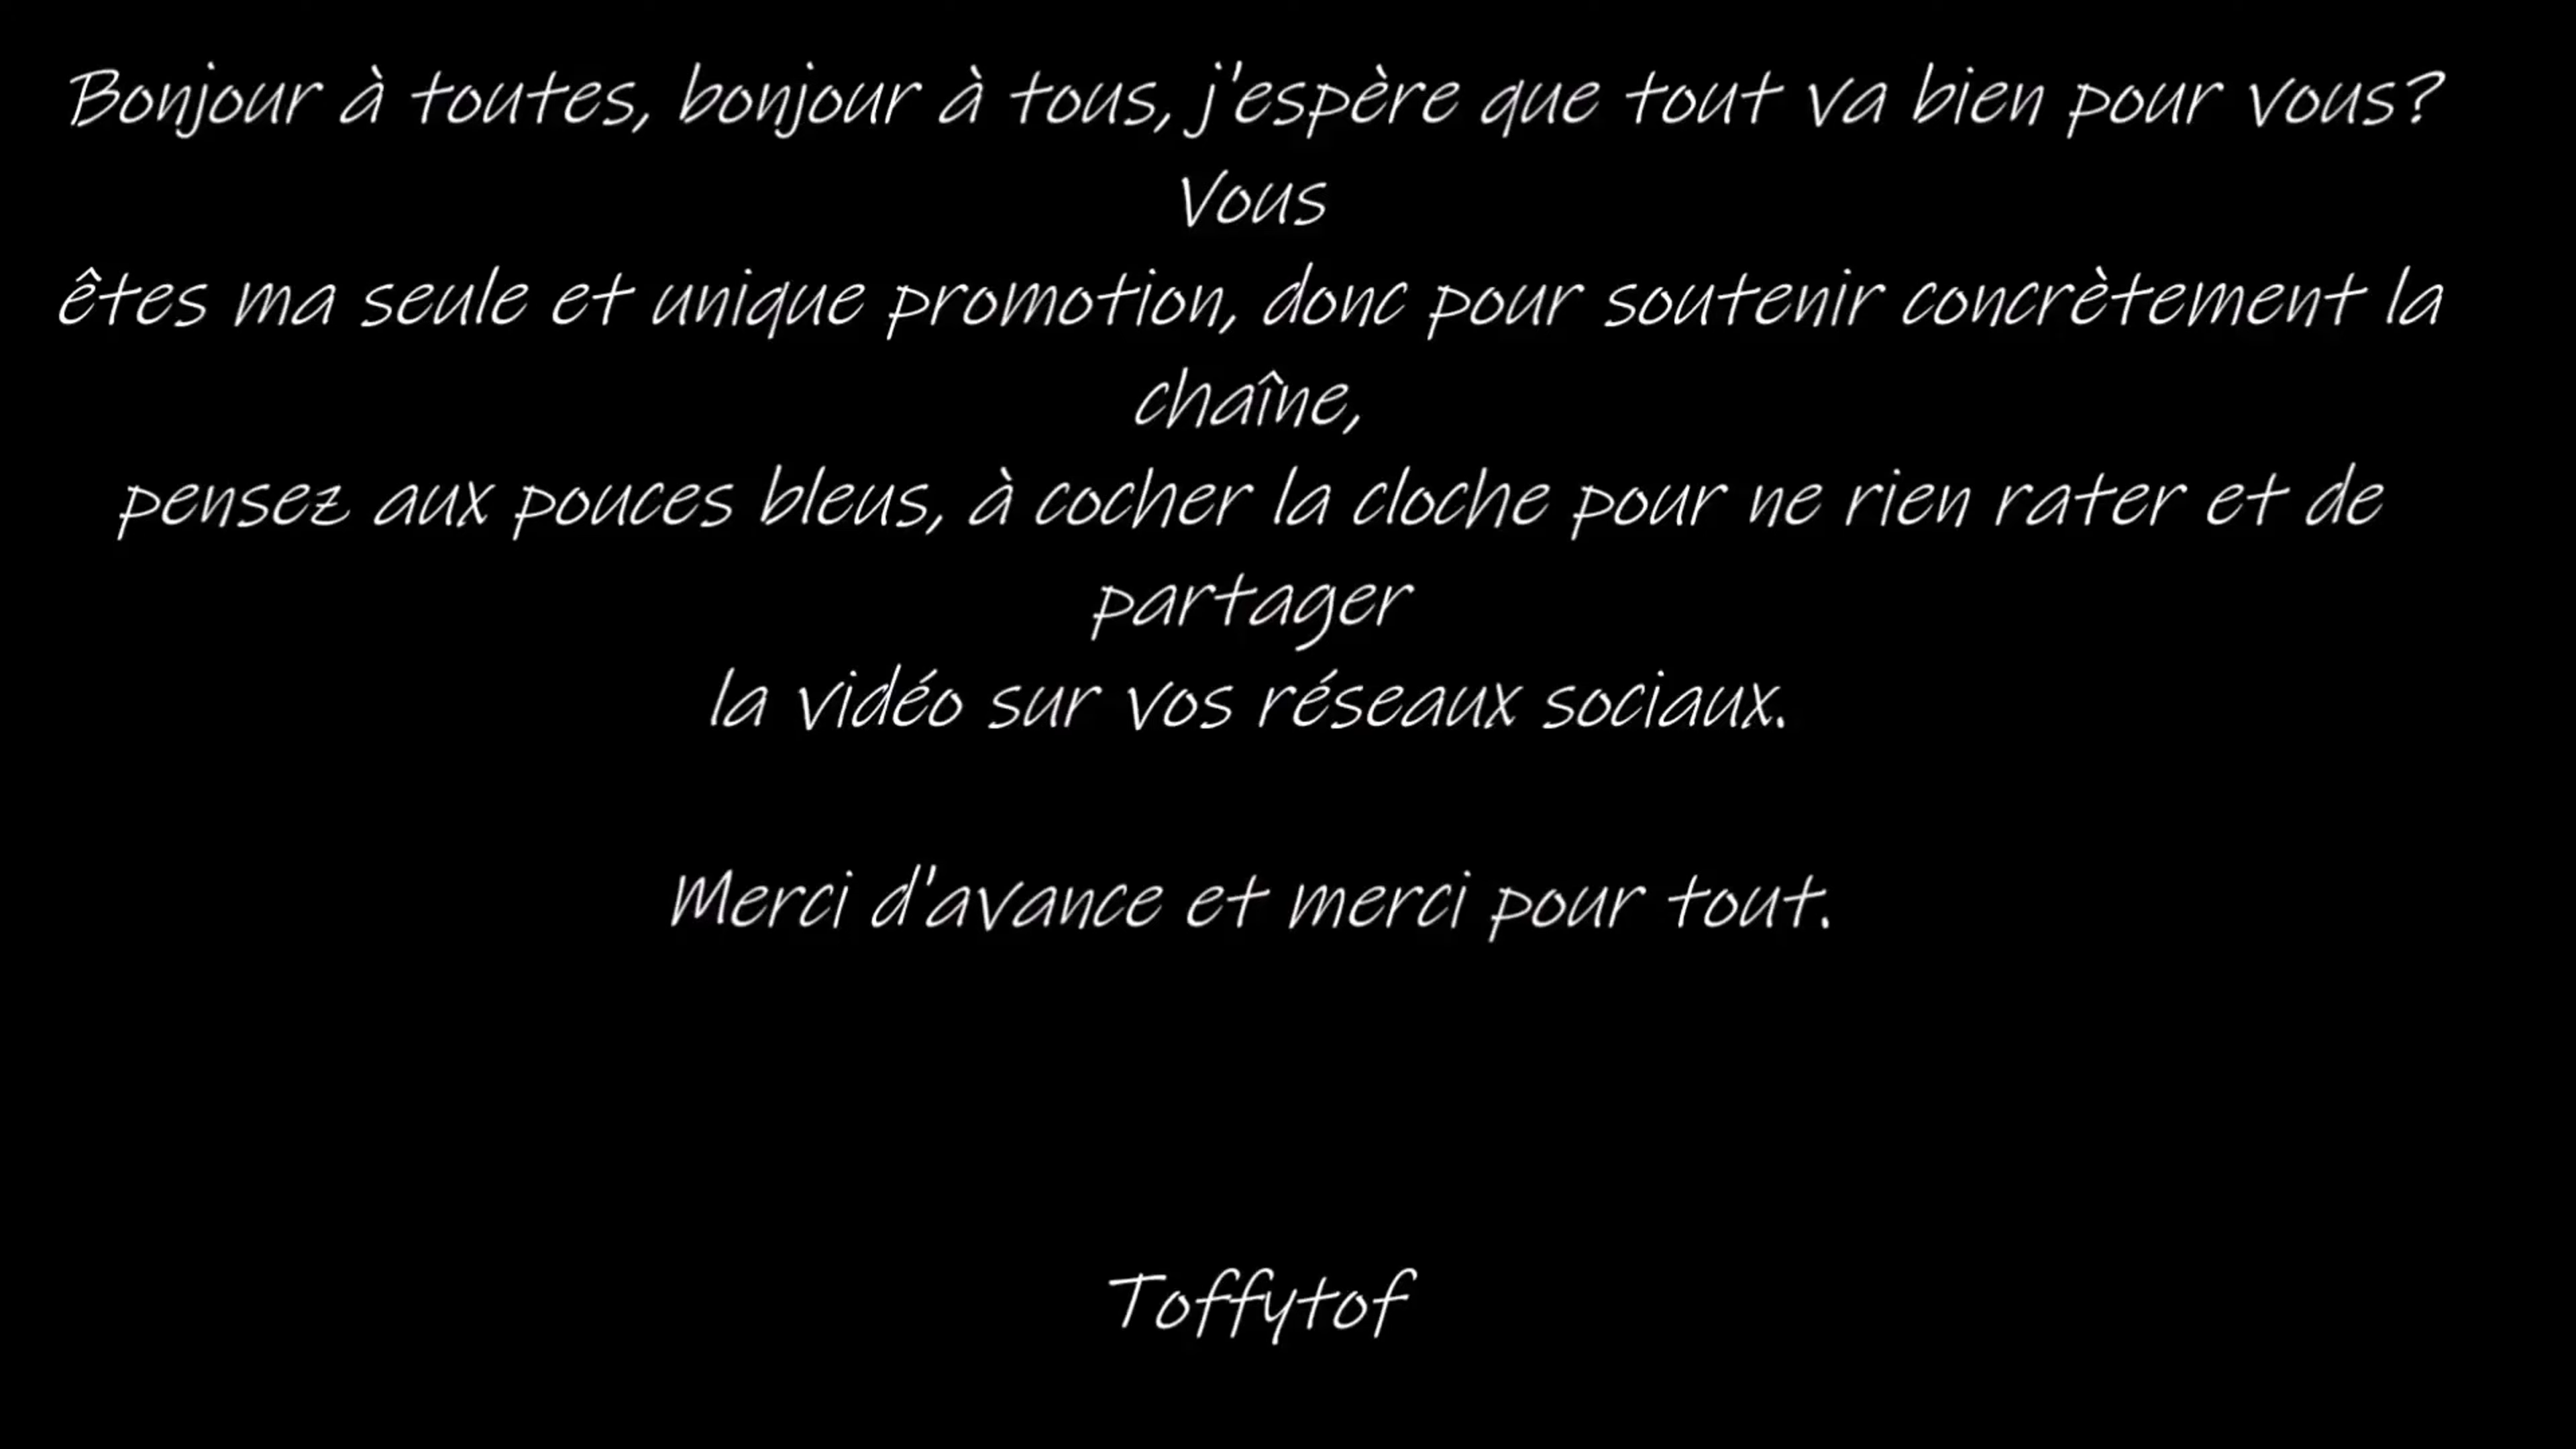 Bonjour à toutes, bonjour à tous, j'espère que tout va bien pour vous?
Vous
êtes ma seule et unique promotion, donc pour soutenir concrètement la
chaîne,
pensez aux pouces bleus, à cocher la cloche pour ne rien rater et de
partager
la vidéo sur vos réseaux sociaux.
Merci d'avance et merci pour tout.
Toffytof